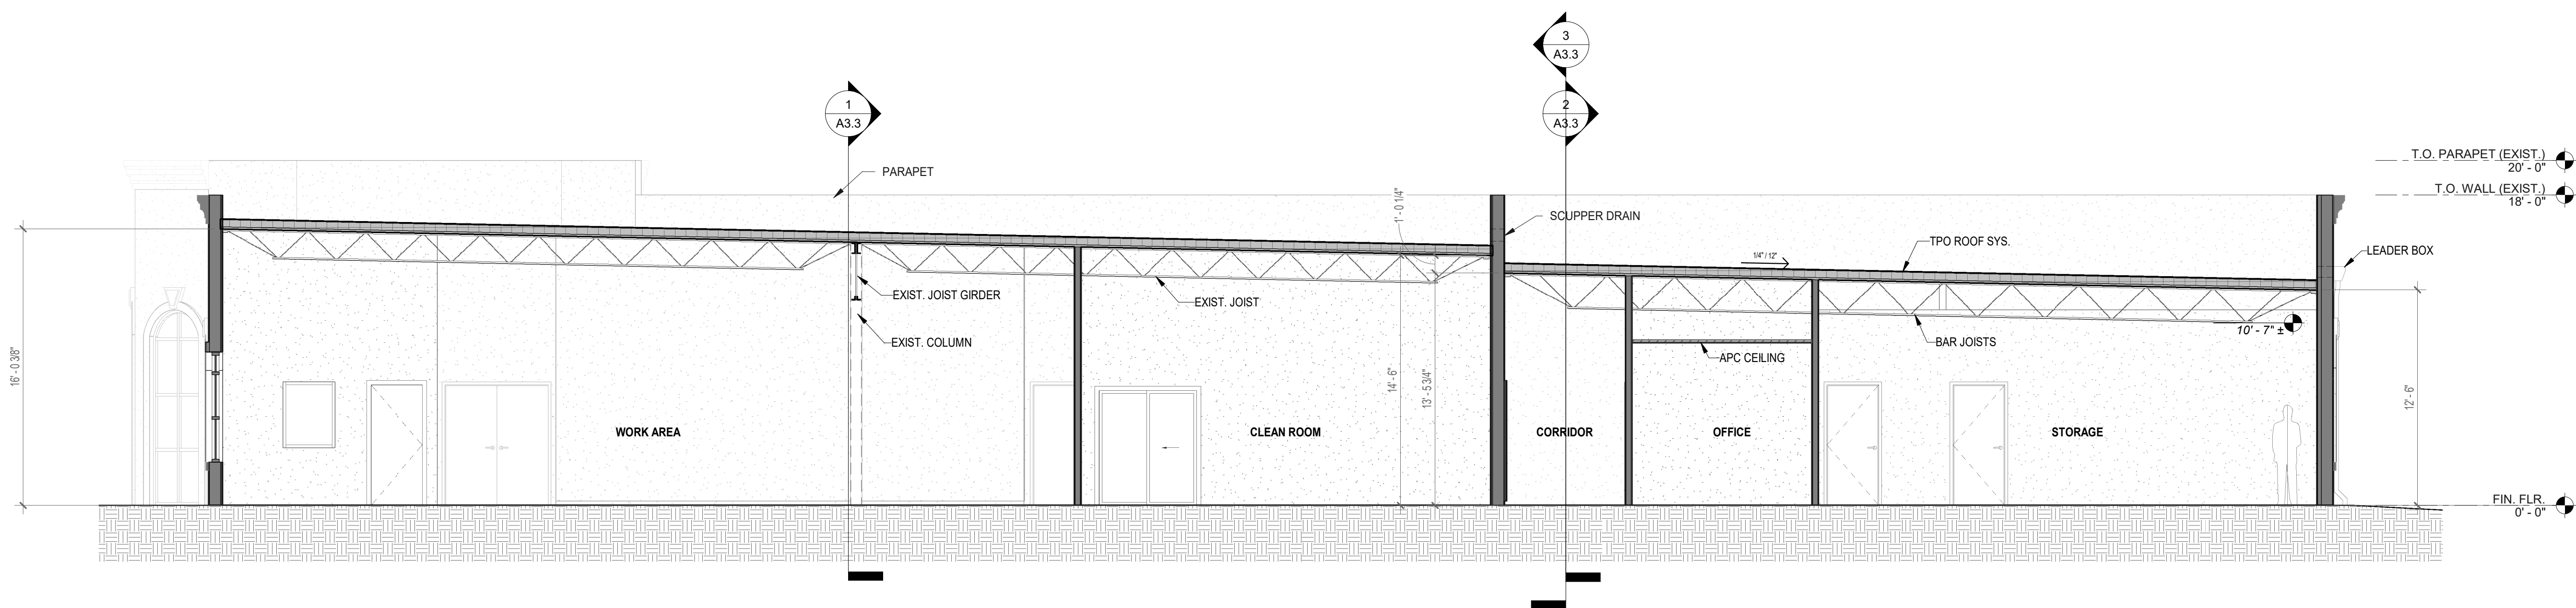 3
A3.3
1
A3.3
2
A3.3
T.O. PARAPET (EXIST.)
20' - 0"
PARAPET
T.O. WALL (EXIST.)
18' - 0"
1' - 0 1/4"
SCUPPER DRAIN
TPO ROOF SYS.
LEADER BOX
1/4" / 12"
EXIST. JOIST GIRDER
EXIST. JOIST
10' - 7" ±
EXIST. COLUMN
BAR JOISTS
APC CEILING
16' - 0 3/8"
14' - 6"
13' - 5 3/4"
12' - 6"
WORK AREA
CLEAN ROOM
CORRIDOR
OFFICE
STORAGE
FIN. FLR.
0' - 0"